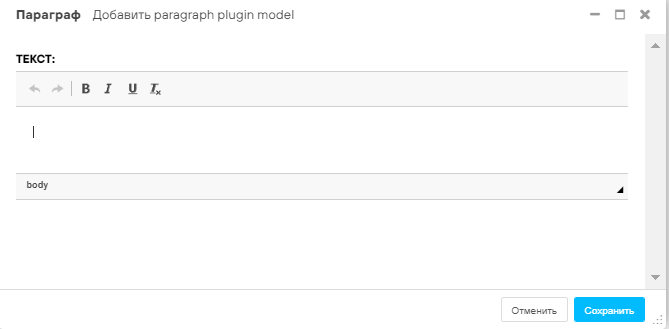 Параграф Добавить paragraph plugin model
ТЕКСТ:
B I U Tx
body
Отменить Сохранить